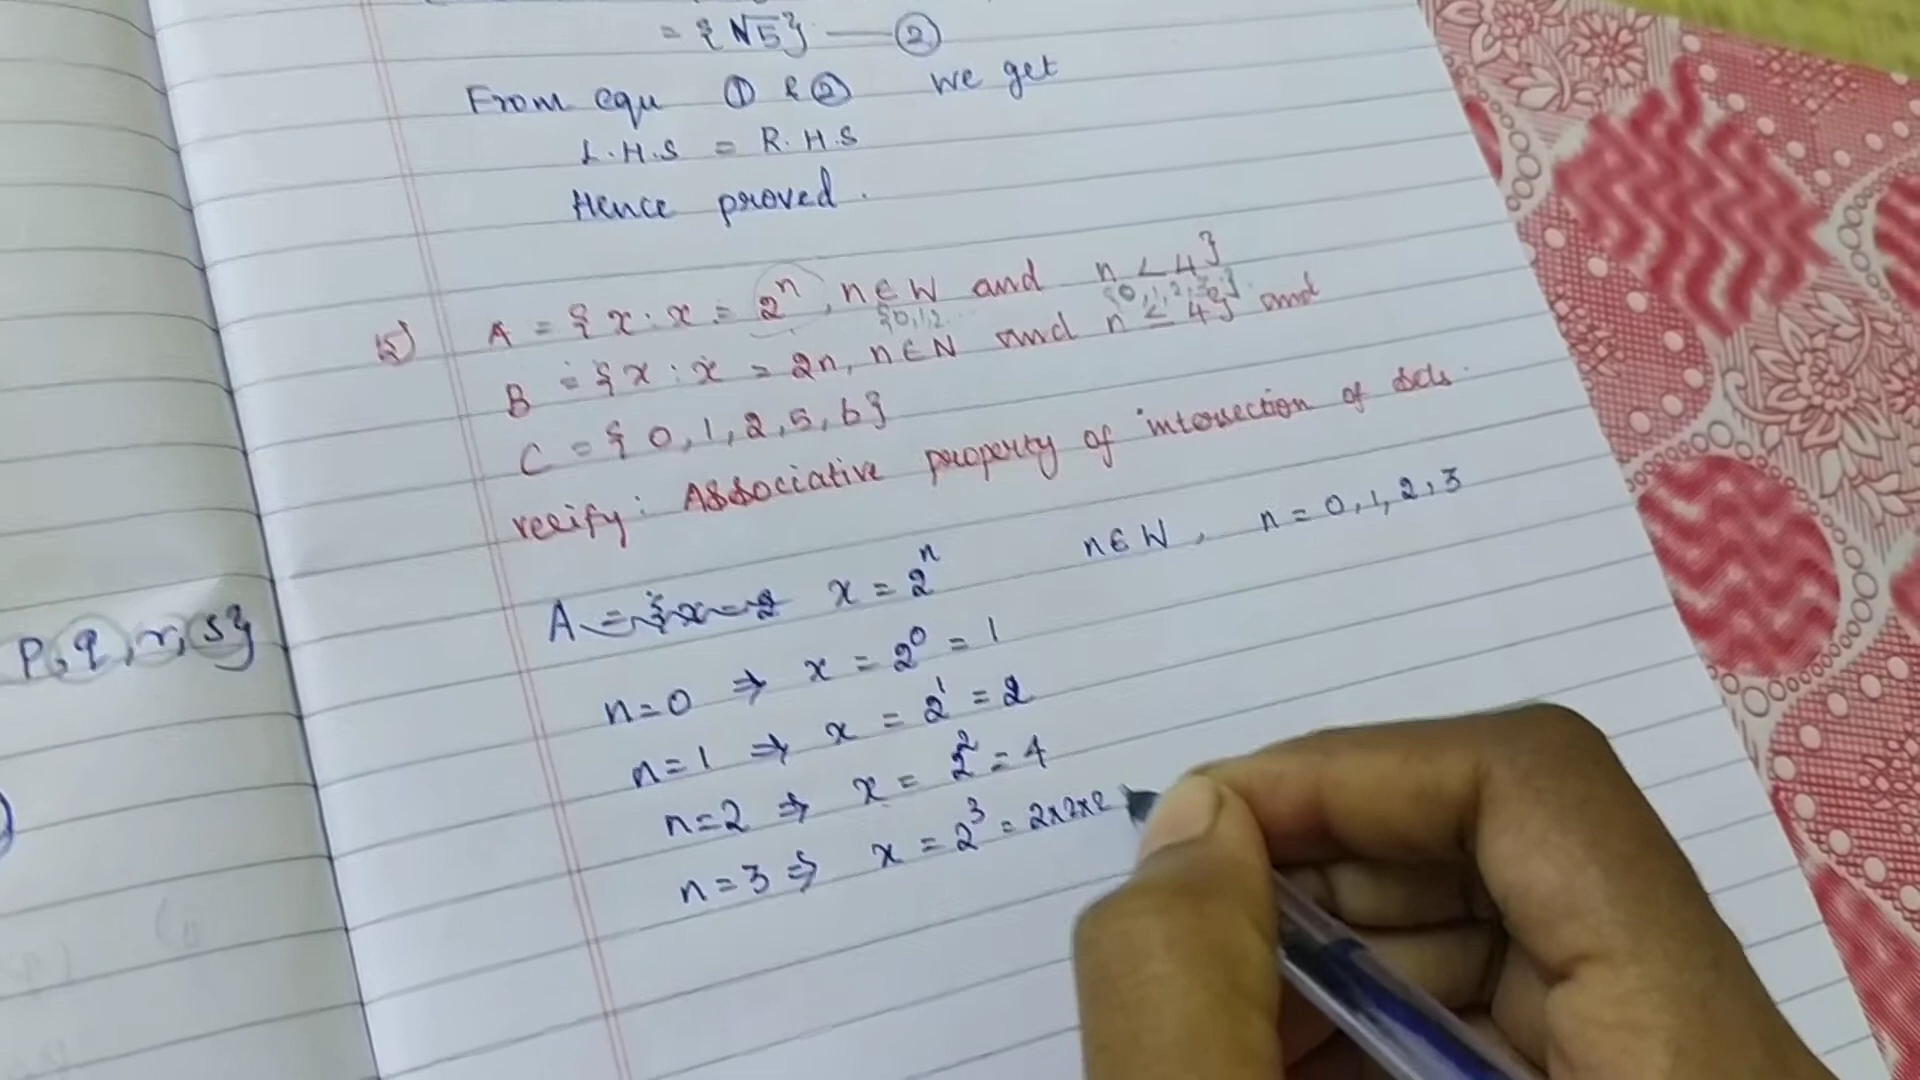 = {√5} — ②
From equ ① & ② we get
L.H.S = R.H.S
Hence proved.
5) A = {x : x = 2ⁿ, n∈W and n < 4}
{0,1,2 {0,1,2,3}
B = {x : x = 2n, n∈N and n ≤ 4} and
C = {0, 1, 2, 5, 6}
verify: Associative property of intersection of sets.
A = {x = 2 x = 2ⁿ n∈W, n = 0, 1, 2, 3
n=0 ⇒ x = 2⁰ = 1
n=1 ⇒ x = 2¹ = 2
n=2 ⇒ x = 2² = 4
n=3 ⇒ x = 2³ = 2×2×2
P, q, r, s}